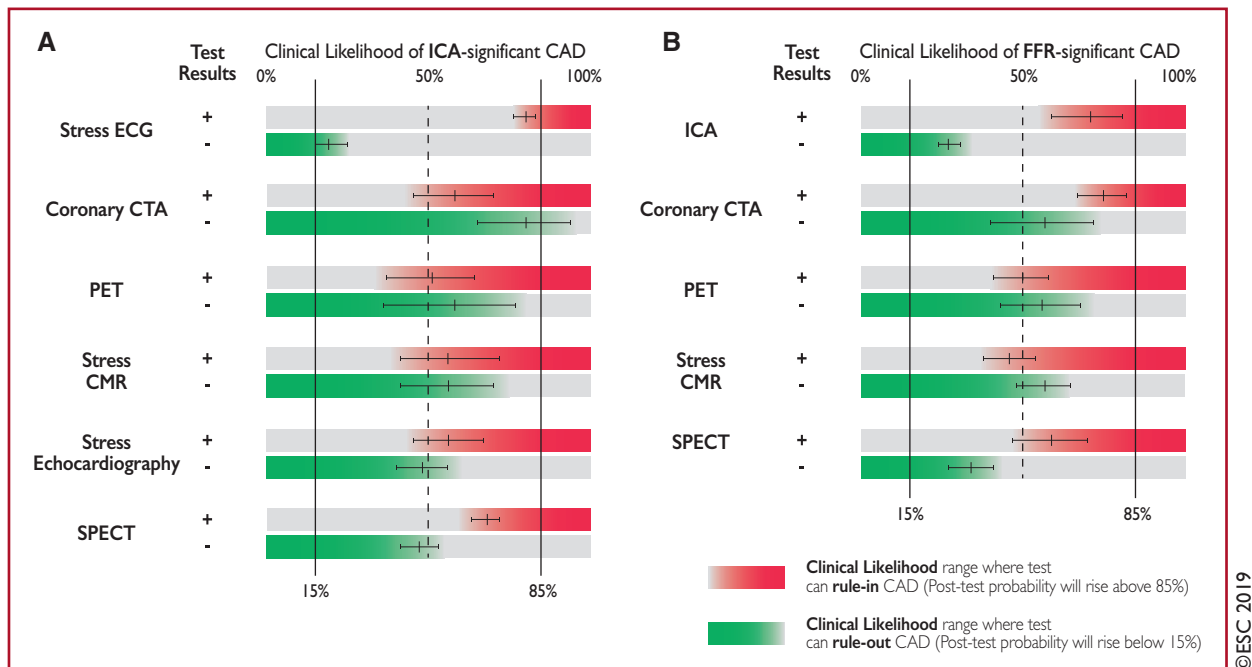 A
Test
Results
Clinical Likelihood of ICA-significant CAD
0% 50% 100%
Stress ECG
+
-
Coronary CTA
+
-
PET
+
-
Stress
CMR
+
-
Stress
Echocardiography
+
-
SPECT
+
-
15% 85%
B
Test
Results
Clinical Likelihood of FFR-significant CAD
0% 50% 100%
ICA
+
-
Coronary CTA
+
-
PET
+
-
Stress
CMR
+
-
SPECT
+
-
15% 85%
Clinical Likelihood range where test
can rule-in CAD (Post-test probability will rise above 85%)
Clinical Likelihood range where test
can rule-out CAD (Post-test probability will rise below 15%)
©ESC 2019